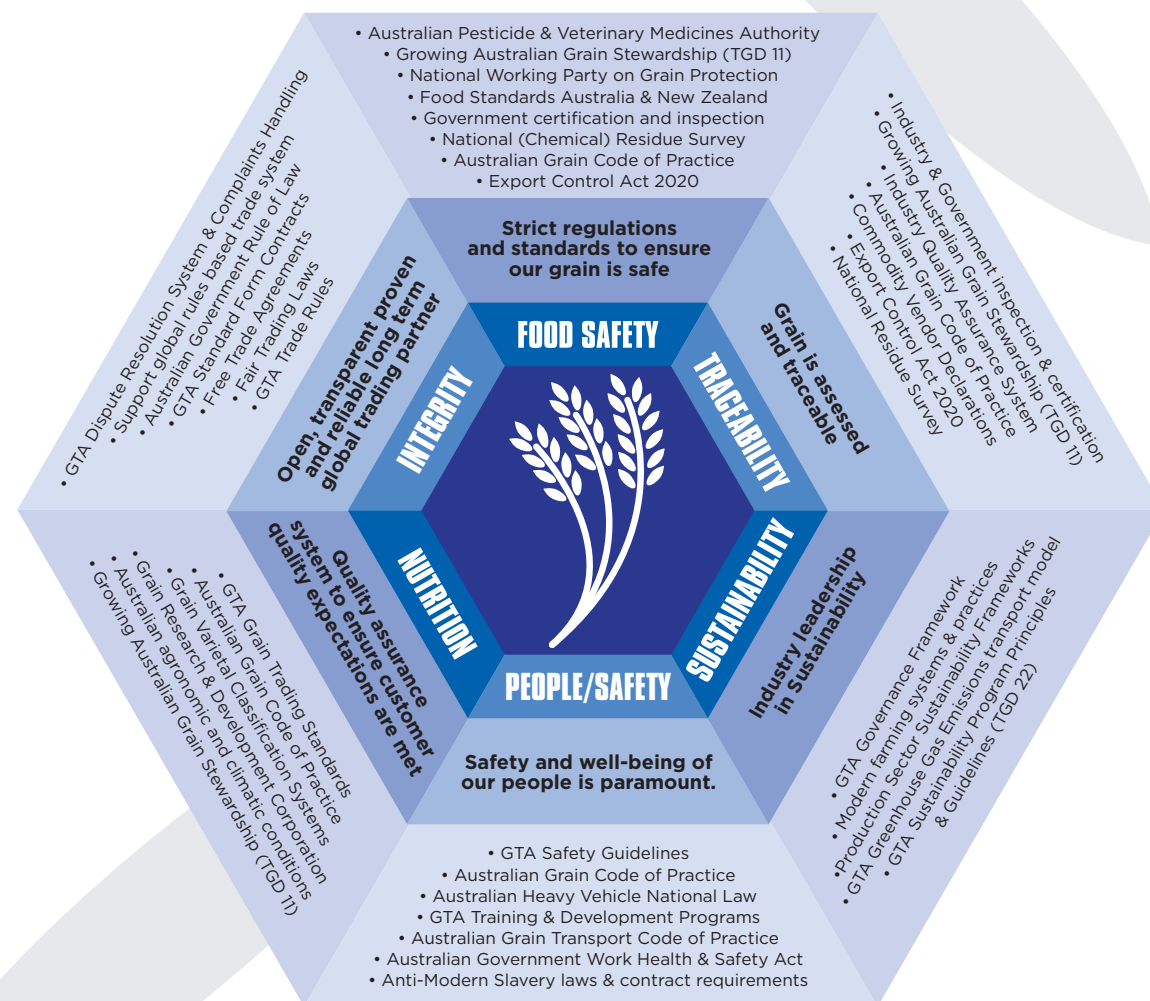 • Australian Pesticide & Veterinary Medicines Authority
• Growing Australian Grain Stewardship (TGD 11)
• National Working Party on Grain Protection
• Food Standards Australia & New Zealand
• Government certification and inspection
• National (Chemical) Residue Survey
• Australian Grain Code of Practice
• Export Control Act 2020
Strict regulations
and standards to ensure
our grain is safe
FOOD SAFETY
• Industry & Government inspection & certification
• Growing Australian Grain Stewardship (TGD 11)
• Industry Quality Assurance System
• Australian Grain Code of Practice
• Commodity Vendor Declarations
• Export Control Act 2020
• National Residue Survey
Grain is assessed
and traceable
TRACEABILITY
• GTA Governance Framework
• Modern farming systems & practices
•Production Sector Sustainability Frameworks
• GTA Greenhouse Gas Emissions transport model
• GTA Sustainability Program Principles
& Guidelines (TGD 22)
Industry leadership
in Sustainability
SUSTAINABILITY
PEOPLE/SAFETY
Safety and well-being of
our people is paramount.
• GTA Safety Guidelines
• Australian Grain Code of Practice
• Australian Heavy Vehicle National Law
• GTA Training & Development Programs
• Australian Grain Transport Code of Practice
• Australian Government Work Health & Safety Act
• Anti-Modern Slavery laws & contract requirements
NUTRITION
Quality assurance
system to ensure customer
quality expectations are met
• GTA Grain Trading Standards
• Australian Grain Code of Practice
• Grain Varietal Classification Systems
• Grain Research & Development Corporation
• Australian agronomic and climatic conditions
• Growing Australian Grain Stewardship (TGD 11)
INTEGRITY
Open, transparent proven
and reliable long term
global trading partner
• GTA Dispute Resolution System & Complaints Handling
• Support global rules based trade system
• Australian Government Rule of Law
• GTA Standard Form Contracts
• Free Trade Agreements
• Fair Trading Laws
• GTA Trade Rules